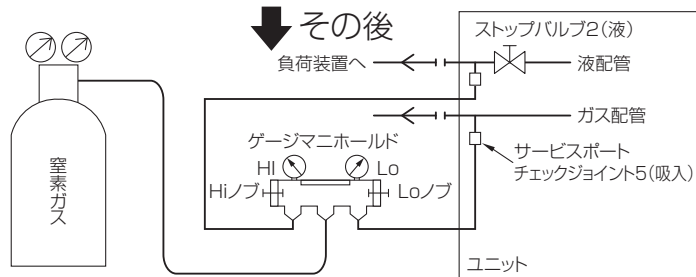 その後
ストップバルブ2(液)
負荷装置へ
液配管
ガス配管
ゲージマニホールド
HI
Lo
サービスポート
チェックジョイント5(吸入)
Hiノブ
Loノブ
窒素ガス
ユニット